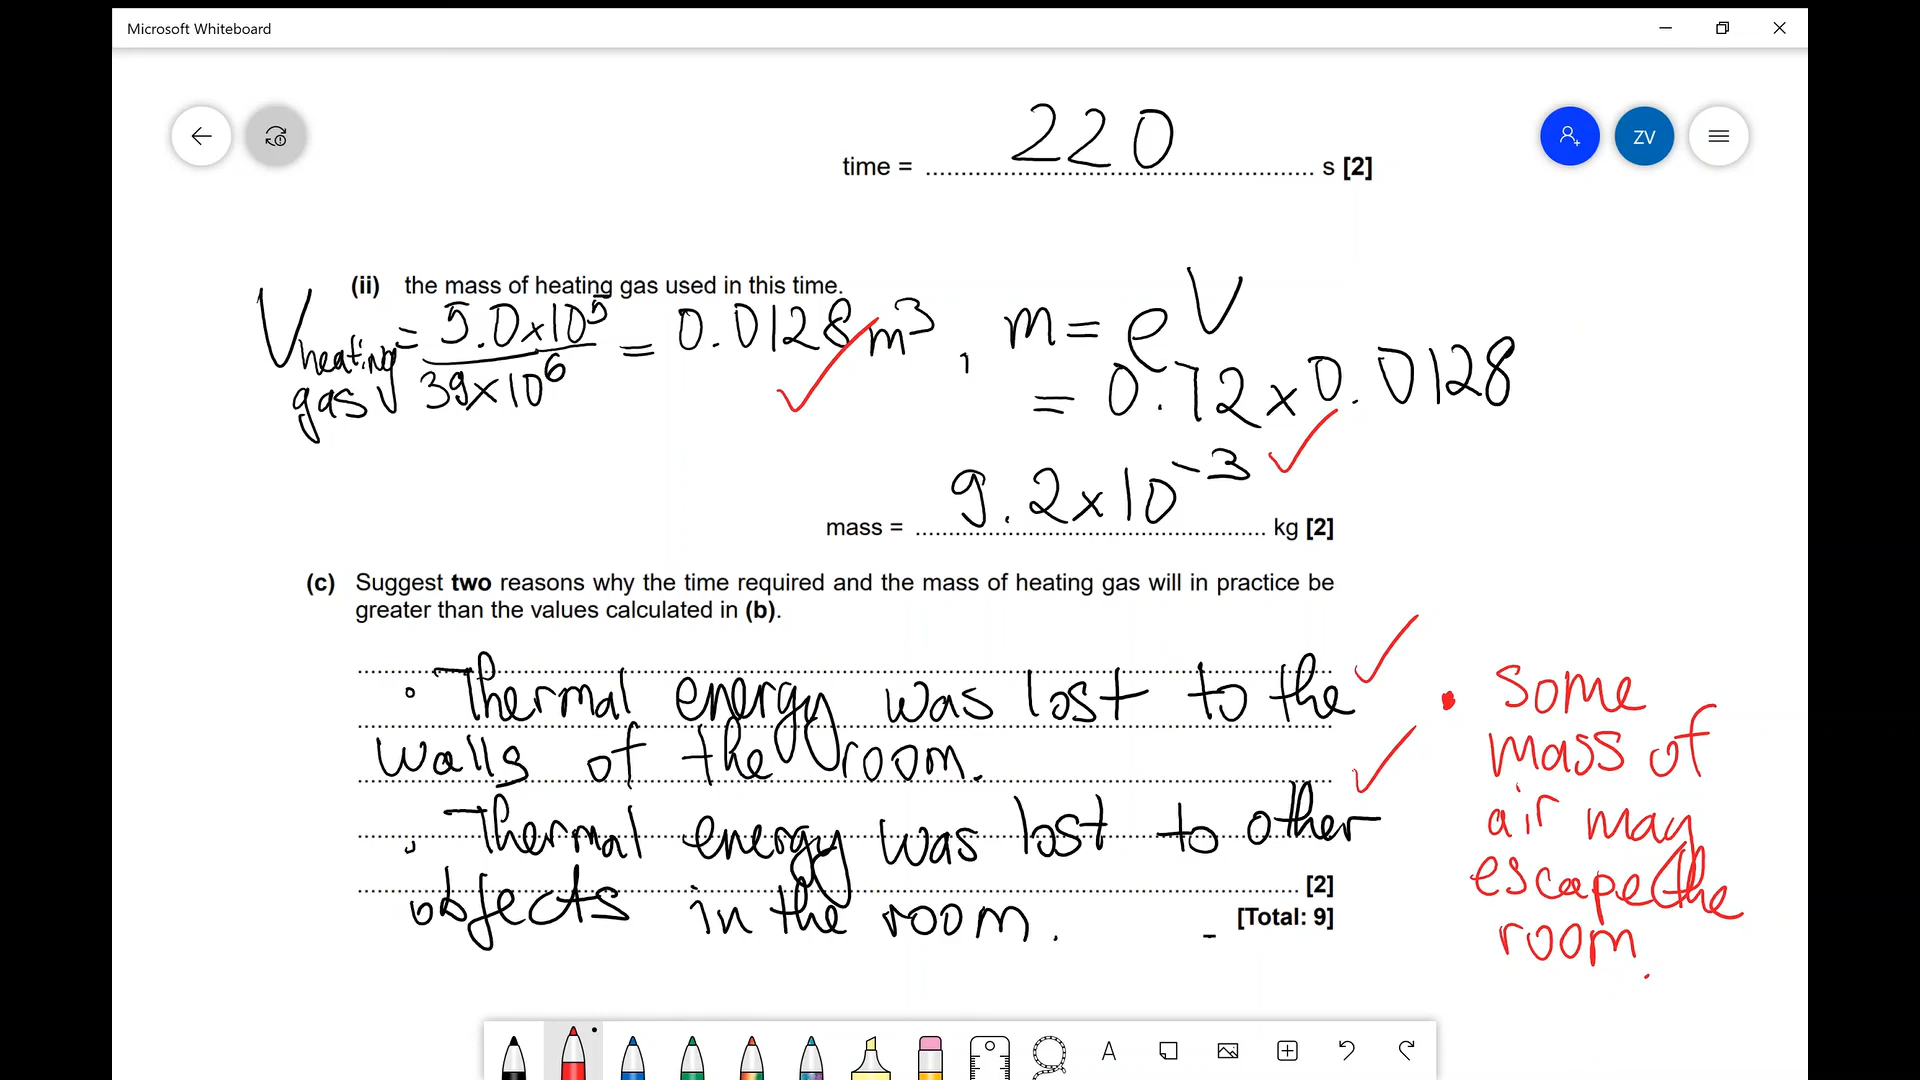 Microsoft Whiteboard
ZV
220
time = ........................ s [2]
(ii) the mass of heating gas used in this time.
V heating gas = 5.0×10⁵ / 39×10⁶ = 0.0128 m³, m = ρV
= 0.72×0.0128
9.2×10⁻³
mass = ........................ kg [2]
(c) Suggest two reasons why the time required and the mass of heating gas will in practice be
greater than the values calculated in (b).
• Thermal energy was lost to the
walls of the room.
• Thermal energy was lost to other
objects in the room.
[2]
[Total: 9]
• some
mass of
air may
escape the
room.
A